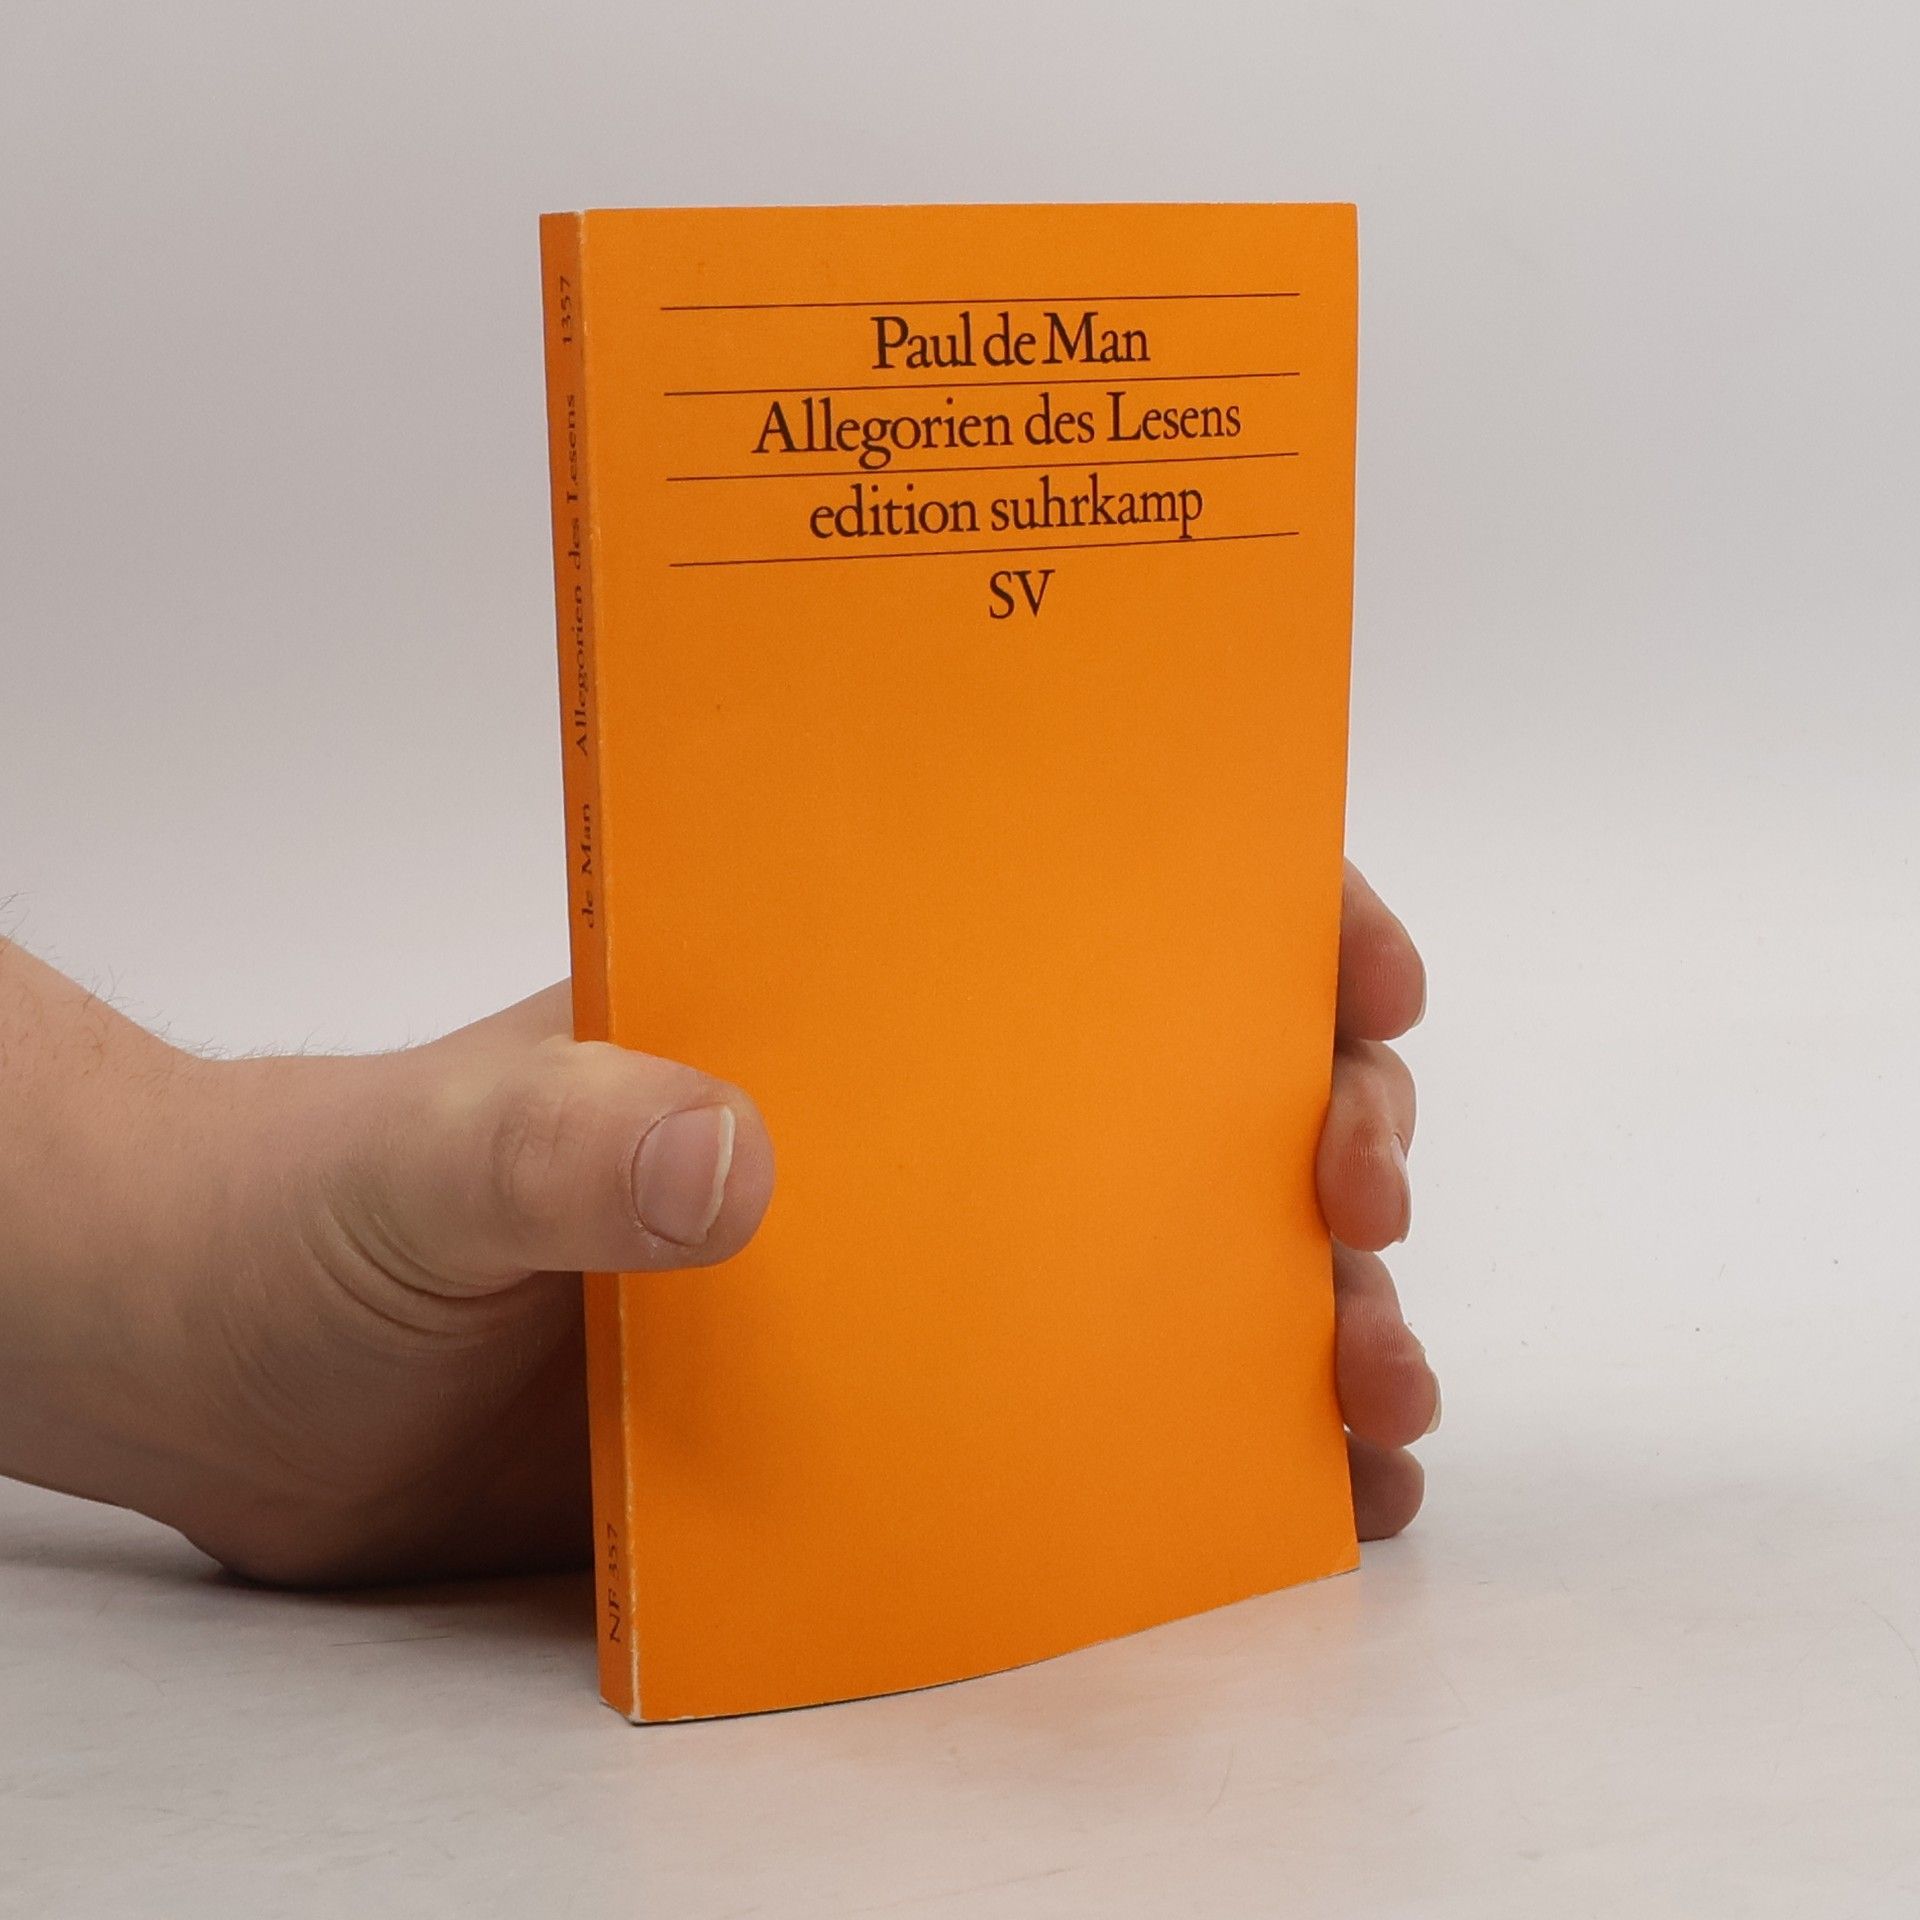 Paul de Man
Allegorien des Lesens
edition suhrkamp
SV
de Man Allegorien des Lesens 1357
NF 357